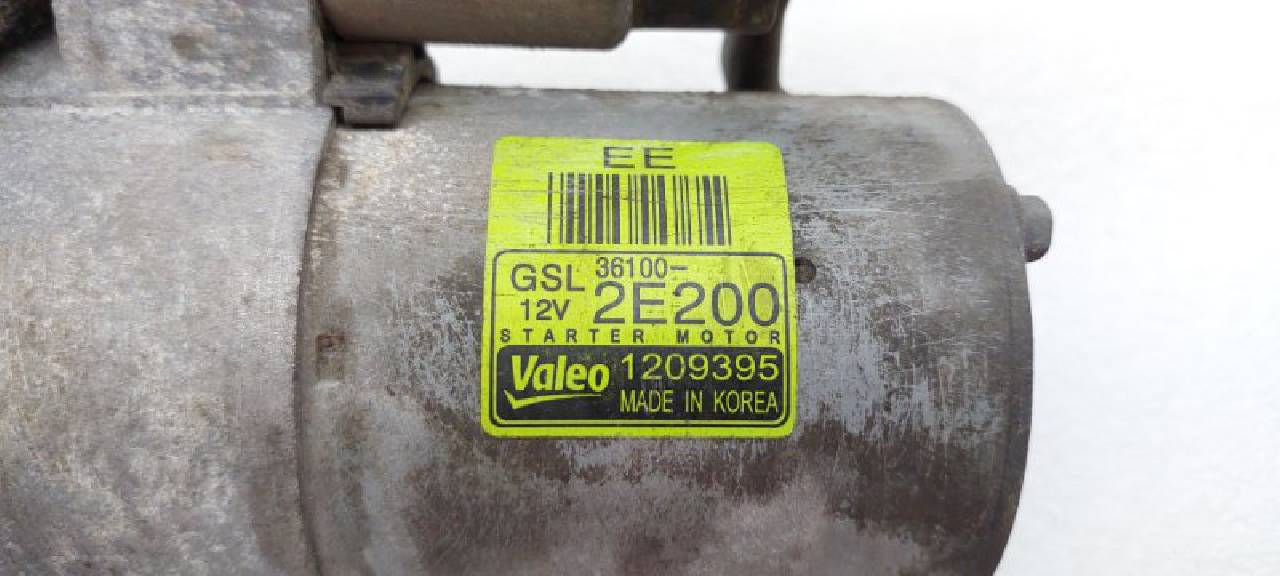 EE
GSL 36100-
12V 2E200
STARTER MOTOR
Valeo 1209395
MADE IN KOREA